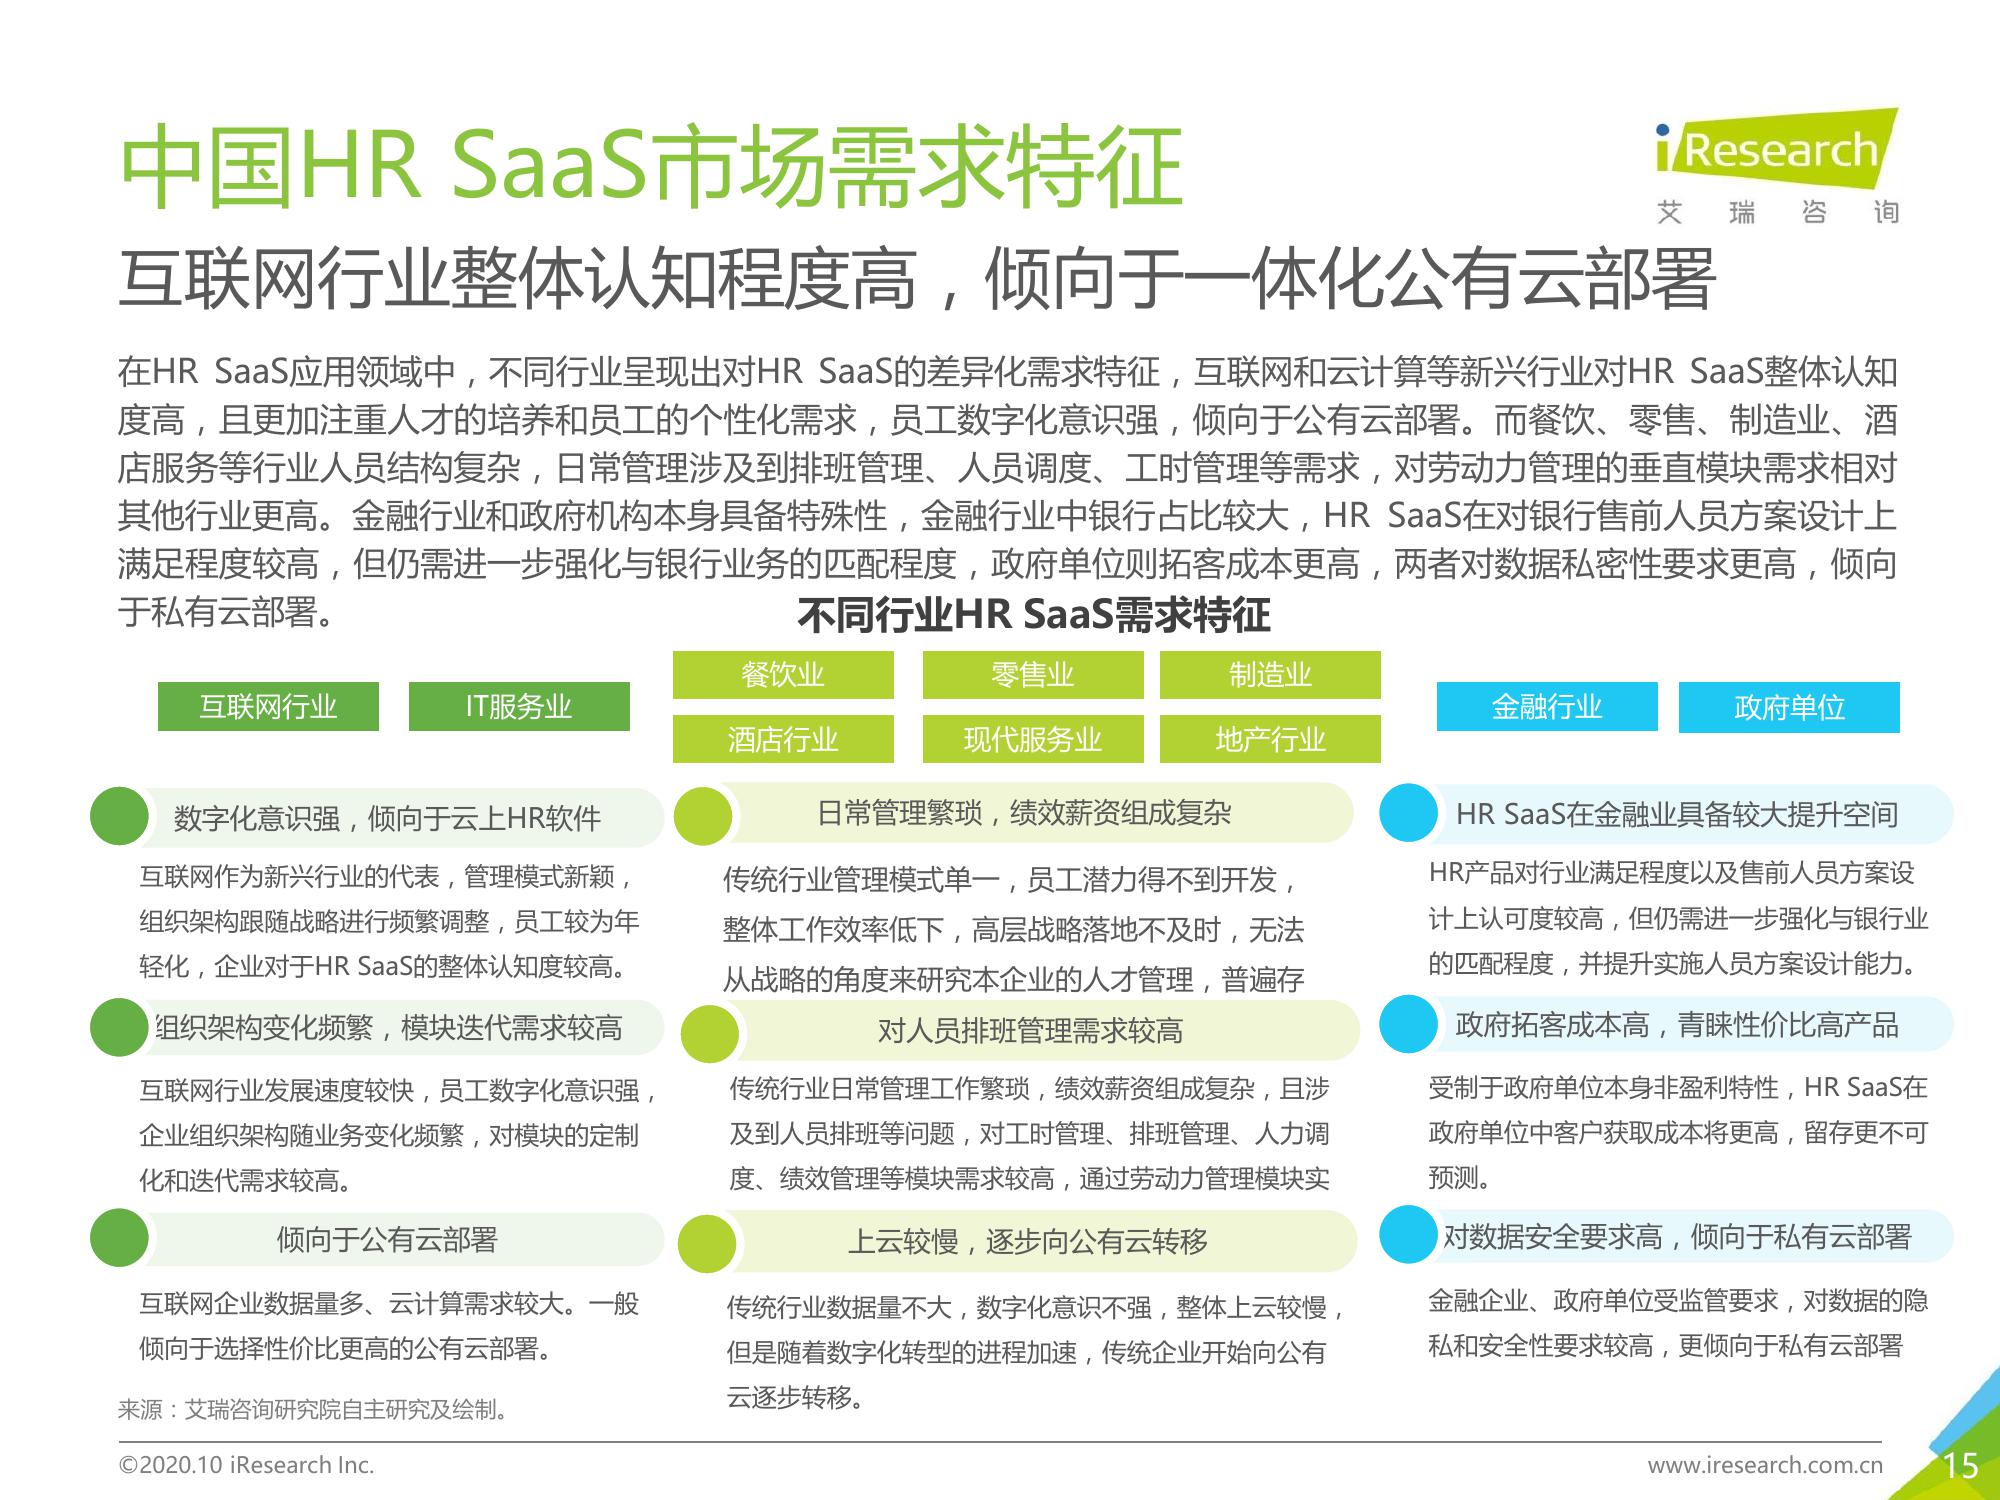 中国HR SaaS市场需求特征
iResearch
艾瑞咨询
互联网行业整体认知程度高，倾向于一体化公有云部署
在HR SaaS应用领域中，不同行业呈现出对HR SaaS的差异化需求特征，互联网和云计算等新兴行业对HR SaaS整体认知
度高，且更加注重人才的培养和员工的个性化需求，员工数字化意识强，倾向于公有云部署。而餐饮、零售、制造业、酒
店服务等行业人员结构复杂，日常管理涉及到排班管理、人员调度、工时管理等需求，对劳动力管理的垂直模块需求相对
其他行业更高。金融行业和政府机构本身具备特殊性，金融行业中银行占比较大，HR SaaS在对银行售前人员方案设计上
满足程度较高，但仍需进一步强化与银行业务的匹配程度，政府单位则拓客成本更高，两者对数据私密性要求更高，倾向
于私有云部署。
不同行业HR SaaS需求特征
互联网行业
IT服务业
数字化意识强，倾向于云上HR软件
互联网作为新兴行业的代表，管理模式新颖，
组织架构跟随战略进行频繁调整，员工较为年
轻化，企业对于HR SaaS的整体认知度较高。
组织架构变化频繁，模块迭代需求较高
互联网行业发展速度较快，员工数字化意识强，
企业组织架构随业务变化频繁，对模块的定制
化和迭代需求较高。
倾向于公有云部署
互联网企业数据量多、云计算需求较大。一般
倾向于选择性价比更高的公有云部署。
餐饮业
零售业
制造业
酒店行业
现代服务业
地产行业
日常管理繁琐，绩效薪资组成复杂
传统行业管理模式单一，员工潜力得不到开发，
整体工作效率低下，高层战略落地不及时，无法
从战略的角度来研究本企业的人才管理，普遍存
对人员排班管理需求较高
传统行业日常管理工作繁琐，绩效薪资组成复杂，且涉
及到人员排班等问题，对工时管理、排班管理、人力调
度、绩效管理等模块需求较高，通过劳动力管理模块实
上云较慢，逐步向公有云转移
传统行业数据量不大，数字化意识不强，整体上云较慢，
但是随着数字化转型的进程加速，传统企业开始向公有
云逐步转移。
金融行业
政府单位
HR SaaS在金融业具备较大提升空间
HR产品对行业满足程度以及售前人员方案设
计上认可度较高，但仍需进一步强化与银行业
的匹配程度，并提升实施人员方案设计能力。
政府拓客成本高，青睐性价比高产品
受制于政府单位本身非盈利特性，HR SaaS在
政府单位中客户获取成本将更高，留存更不可
预测。
对数据安全要求高，倾向于私有云部署
金融企业、政府单位受监管要求，对数据的隐
私和安全性要求较高，更倾向于私有云部署
来源：艾瑞咨询研究院自主研究及绘制。
©2020.10 iResearch Inc.
www.iresearch.com.cn
15